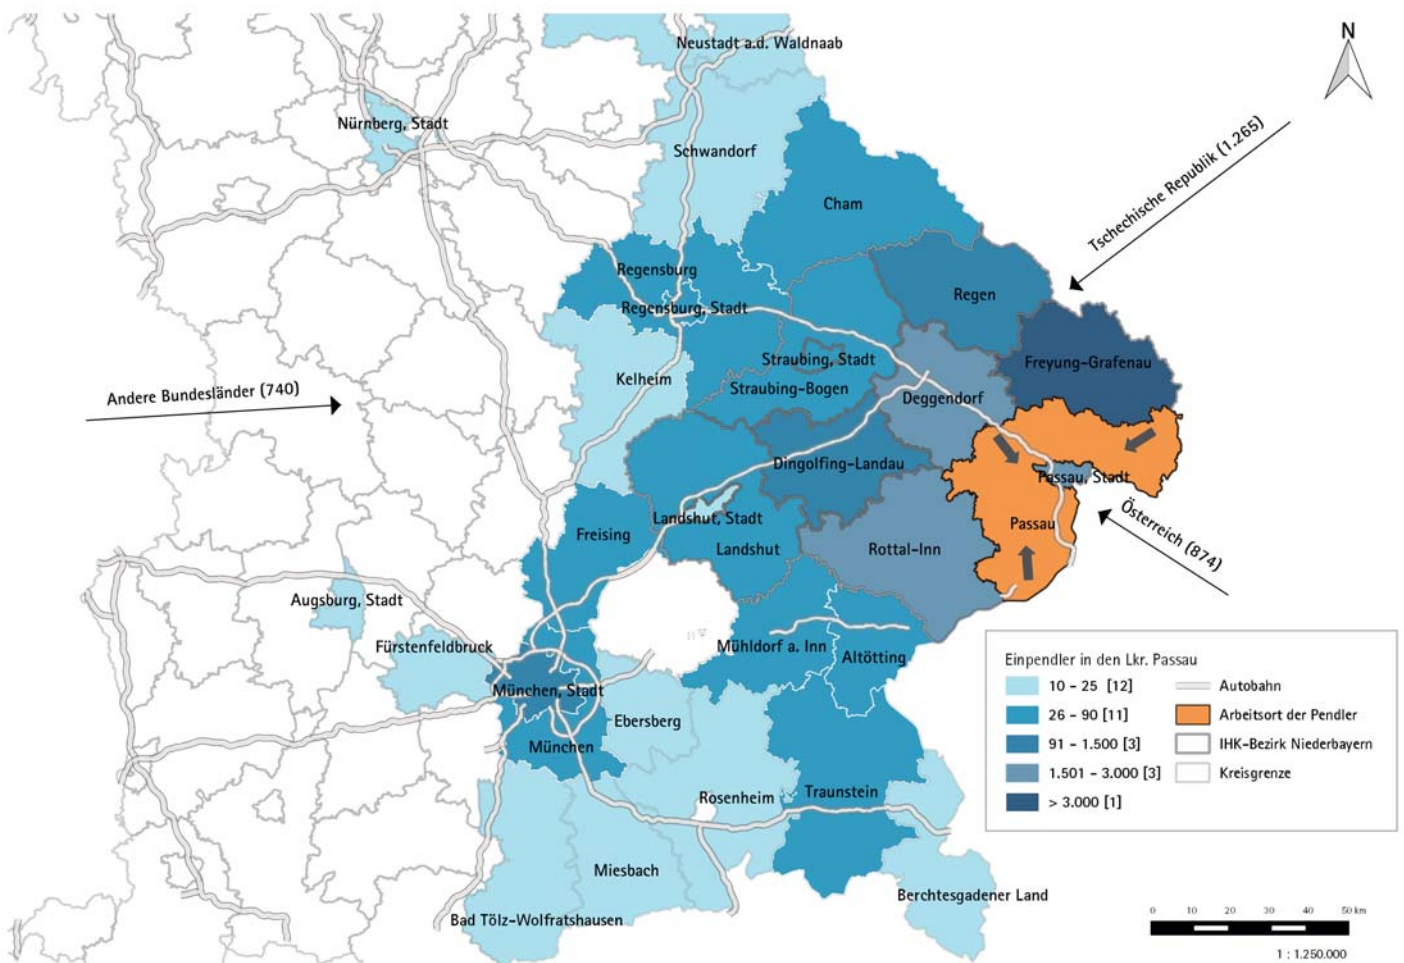 Neustadt a.d. Waldnaab
N
Nürnberg, Stadt
Schwandorf
Tschechische Republik (1.265)
Cham
Regensburg
Regen
Regensburg, Stadt
Straubing, Stadt
Freyung-Grafenau
Kelheim
Straubing-Bogen
Andere Bundesländer (740)
Deggendorf
Dingolfing-Landau
Passau, Stadt
Landshut, Stadt
Passau
Österreich (874)
Freising
Landshut
Rottal-Inn
Augsburg, Stadt
Fürstenfeldbruck
Mühldorf a. Inn
Altötting
München, Stadt
Ebersberg
München
Rosenheim
Traunstein
Miesbach
Berchtesgadener Land
Bad Tölz-Wolfratshausen
Einpendler in den Lkr. Passau
10 - 25 [12]
26 - 90 [11]
91 - 1.500 [3]
1.501 - 3.000 [3]
> 3.000 [1]
Autobahn
Arbeitsort der Pendler
IHK-Bezirk Niederbayern
Kreisgrenze
0 10 20 30 40 50 km
1 : 1.250.000